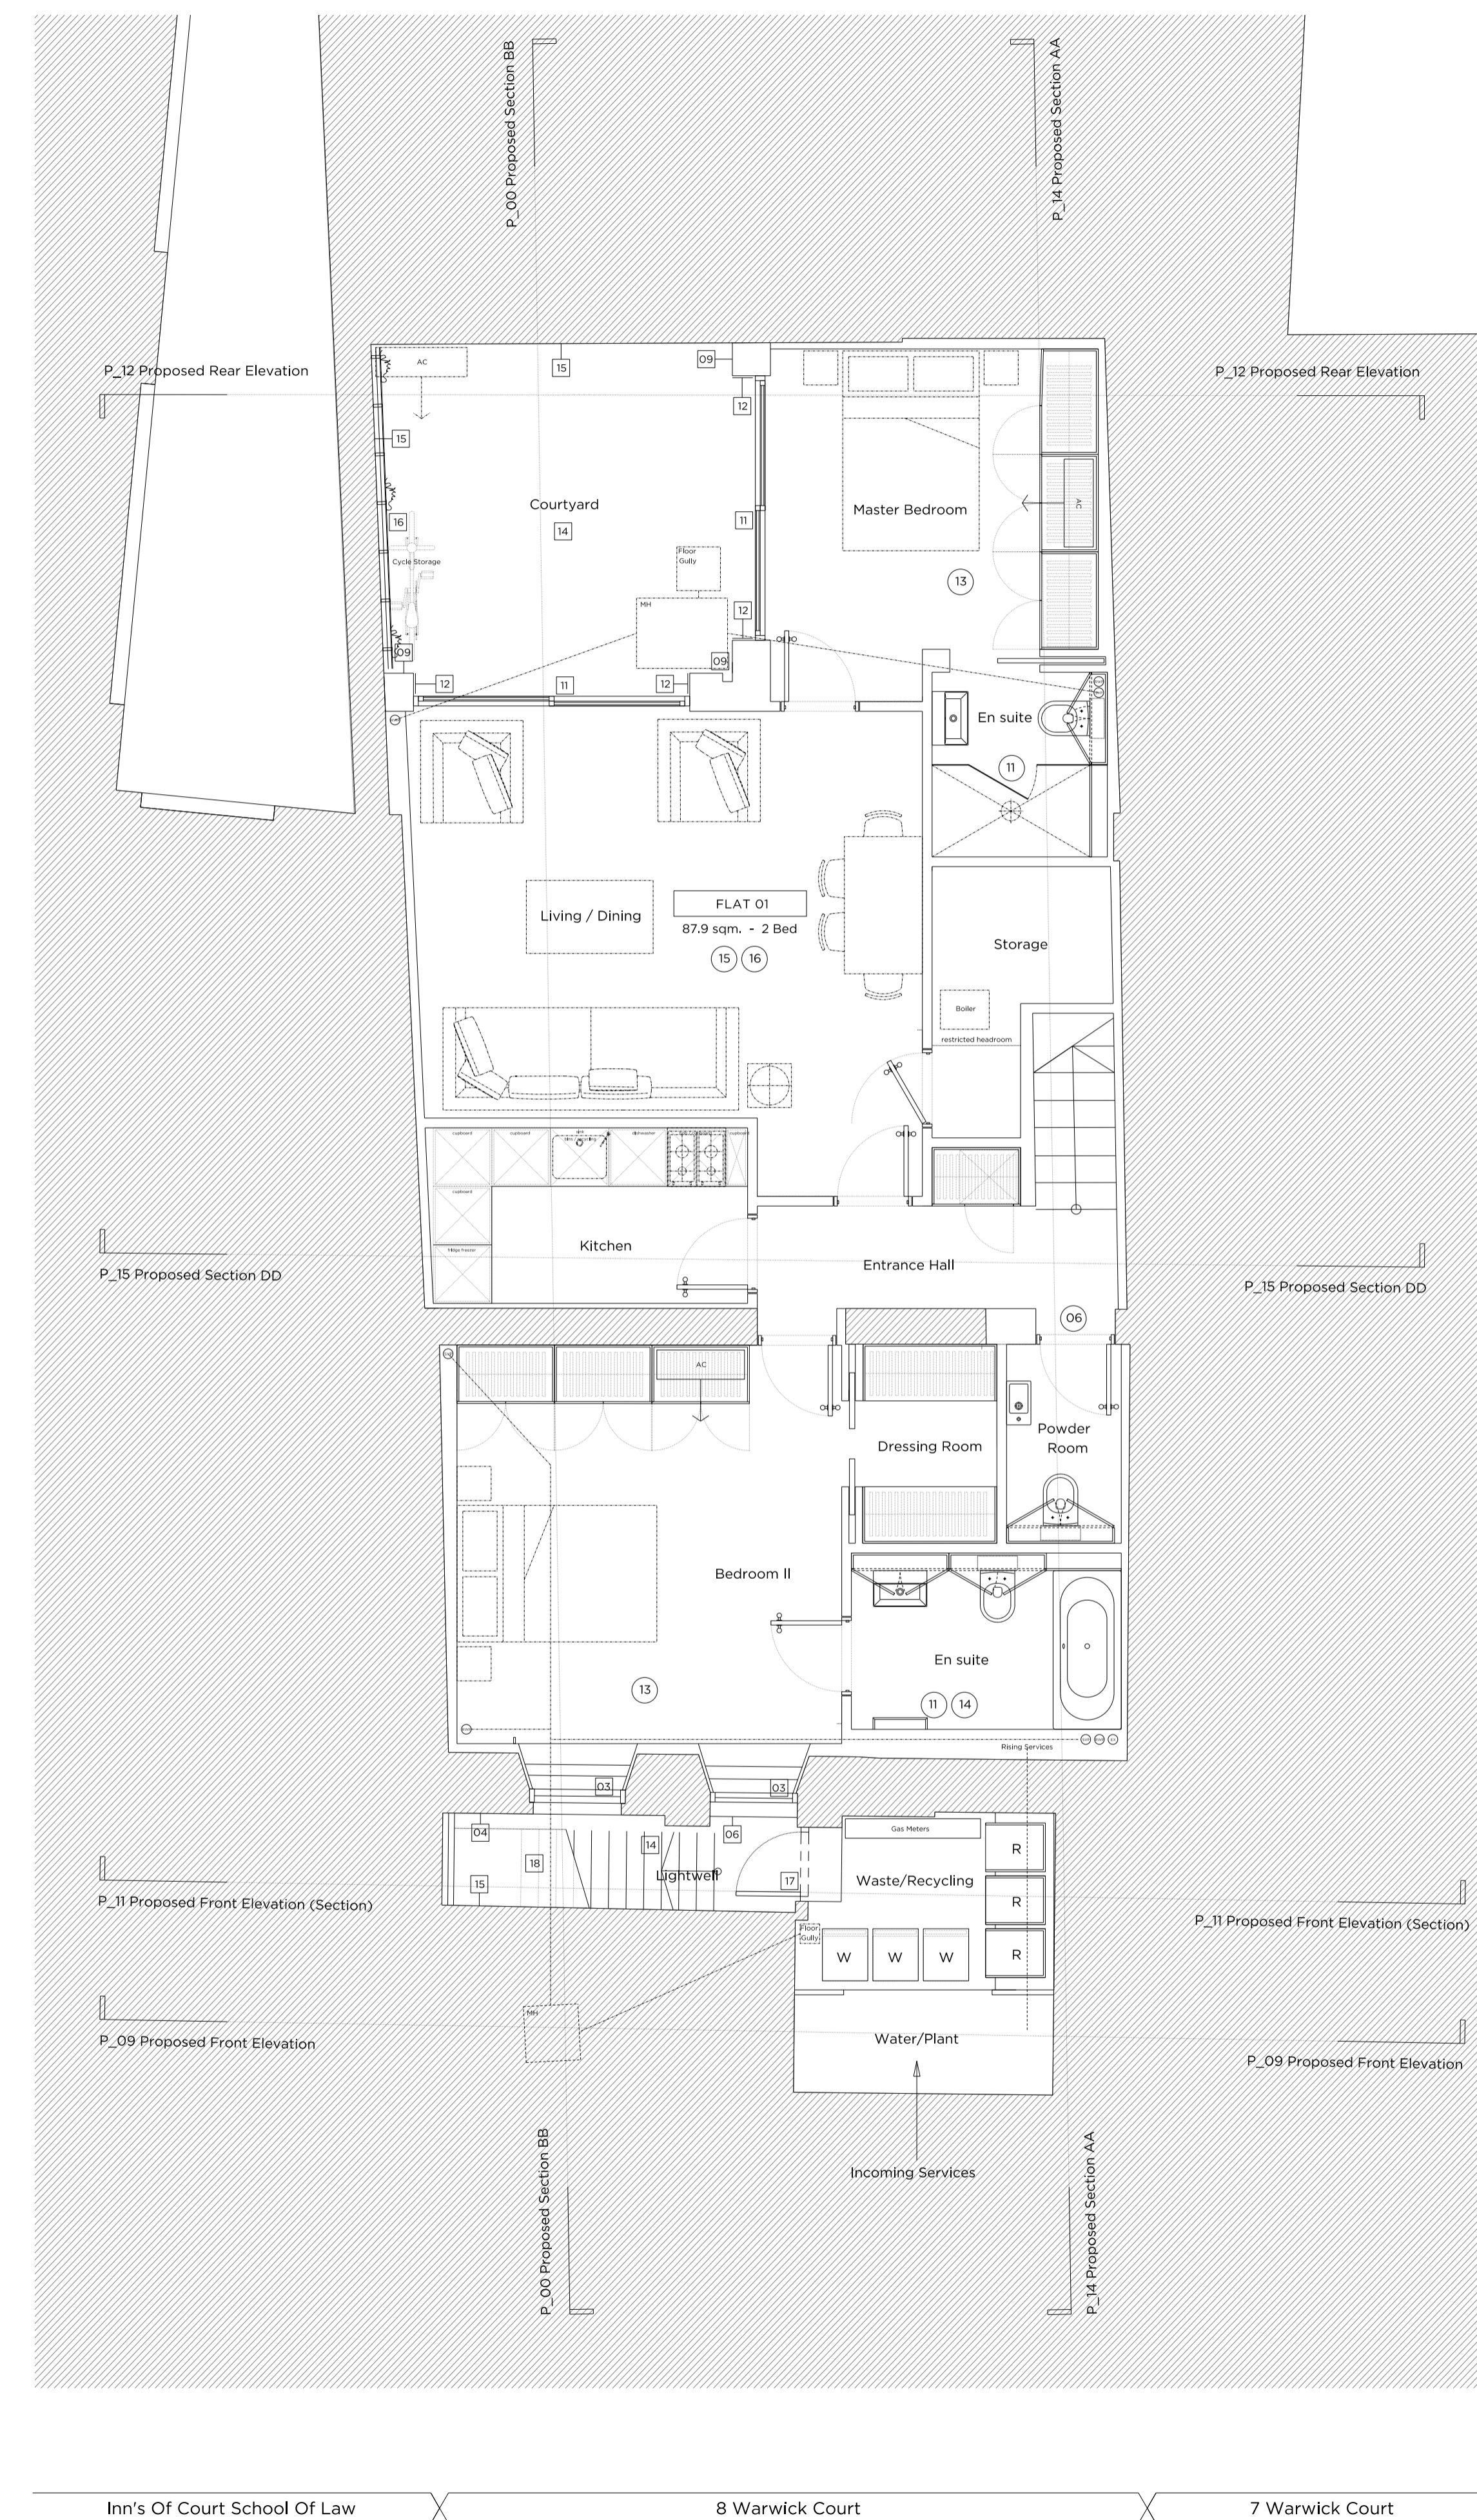 P_00 Proposed Section BB
P_14 Proposed Section AA
P_12 Proposed Rear Elevation
P_12 Proposed Rear Elevation
AC
15
09
12
15
Courtyard
14
11
16
Cycle Storage
Floor
Gully
MH
12
09
09
12
11
12
Master Bedroom
AC
13
En suite
11
Living / Dining
FLAT 01
87.9 sqm. - 2 Bed
15
16
Storage
Boiler
restricted headroom
cupboard
cupboard
sink
dishwasher
cupboard
cupboard
fridge freezer
Kitchen
Entrance Hall
P_15 Proposed Section DD
P_15 Proposed Section DD
06
AC
Dressing Room
Powder
Room
Bedroom II
13
En suite
11
14
Rising Services
03
03
04
18
14
06
Lightwell
15
17
Gas Meters
Waste/Recycling
R
R
R
Floor
Gully
W
W
W
P_11 Proposed Front Elevation (Section)
P_11 Proposed Front Elevation (Section)
MH
Water/Plant
P_09 Proposed Front Elevation
P_09 Proposed Front Elevation
Incoming Services
P_00 Proposed Section BB
P_14 Proposed Section AA
Inn's Of Court School Of Law
8 Warwick Court
7 Warwick Court